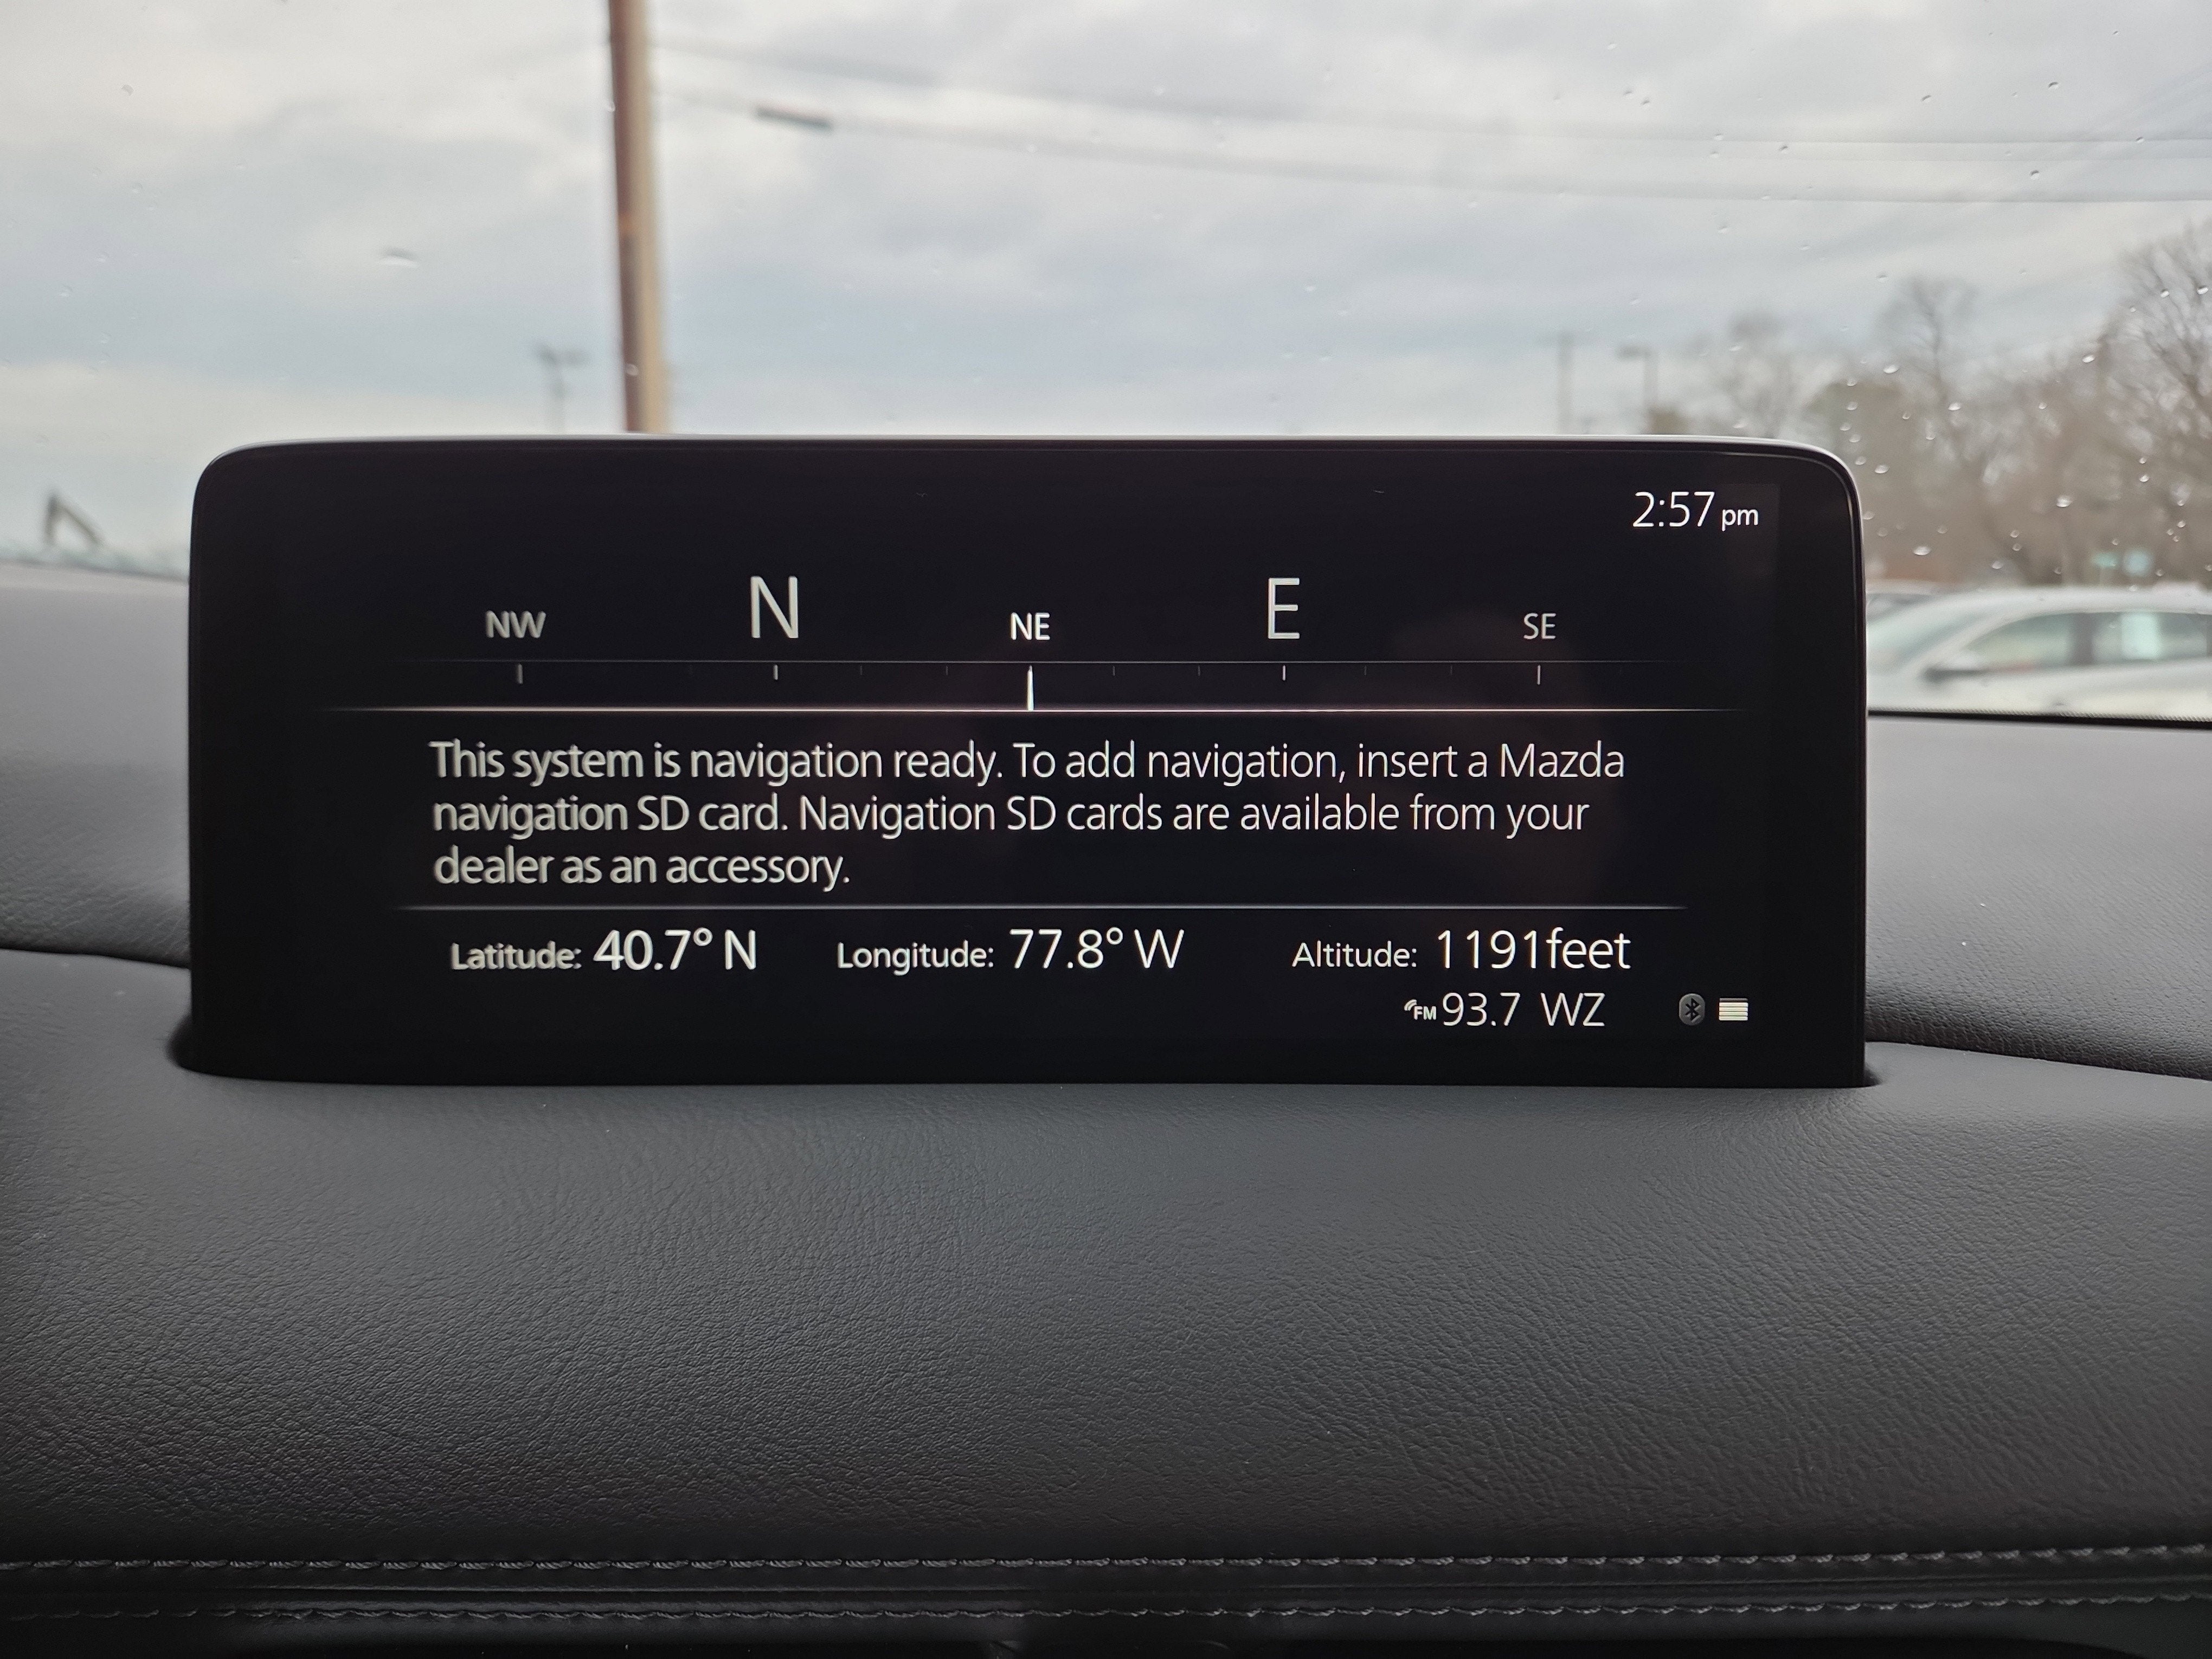 2:57 pm
NW N NE E SE
This system is navigation ready. To add navigation, insert a Mazda
navigation SD card. Navigation SD cards are available from your
dealer as an accessory.
Latitude: 40.7° N Longitude: 77.8° W Altitude: 1191feet
FM 93.7 WZ